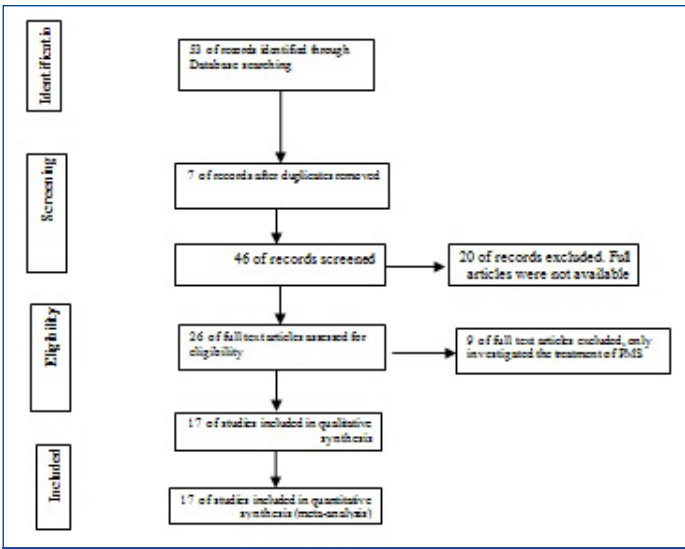 Identificatio
53 of records identified through
Database searching
Screening
7 of records after duplicates removed
46 of records screened
20 of records excluded. Full
articles were not available
Eligibility
26 of full text articles assessed for
eligibility
9 of full text articles excluded, only
investigated the treatment of PMS
17 of studies included in qualitative
synthesis
Included
17 of studies included in quantitative
synthesis (meta-analysis)